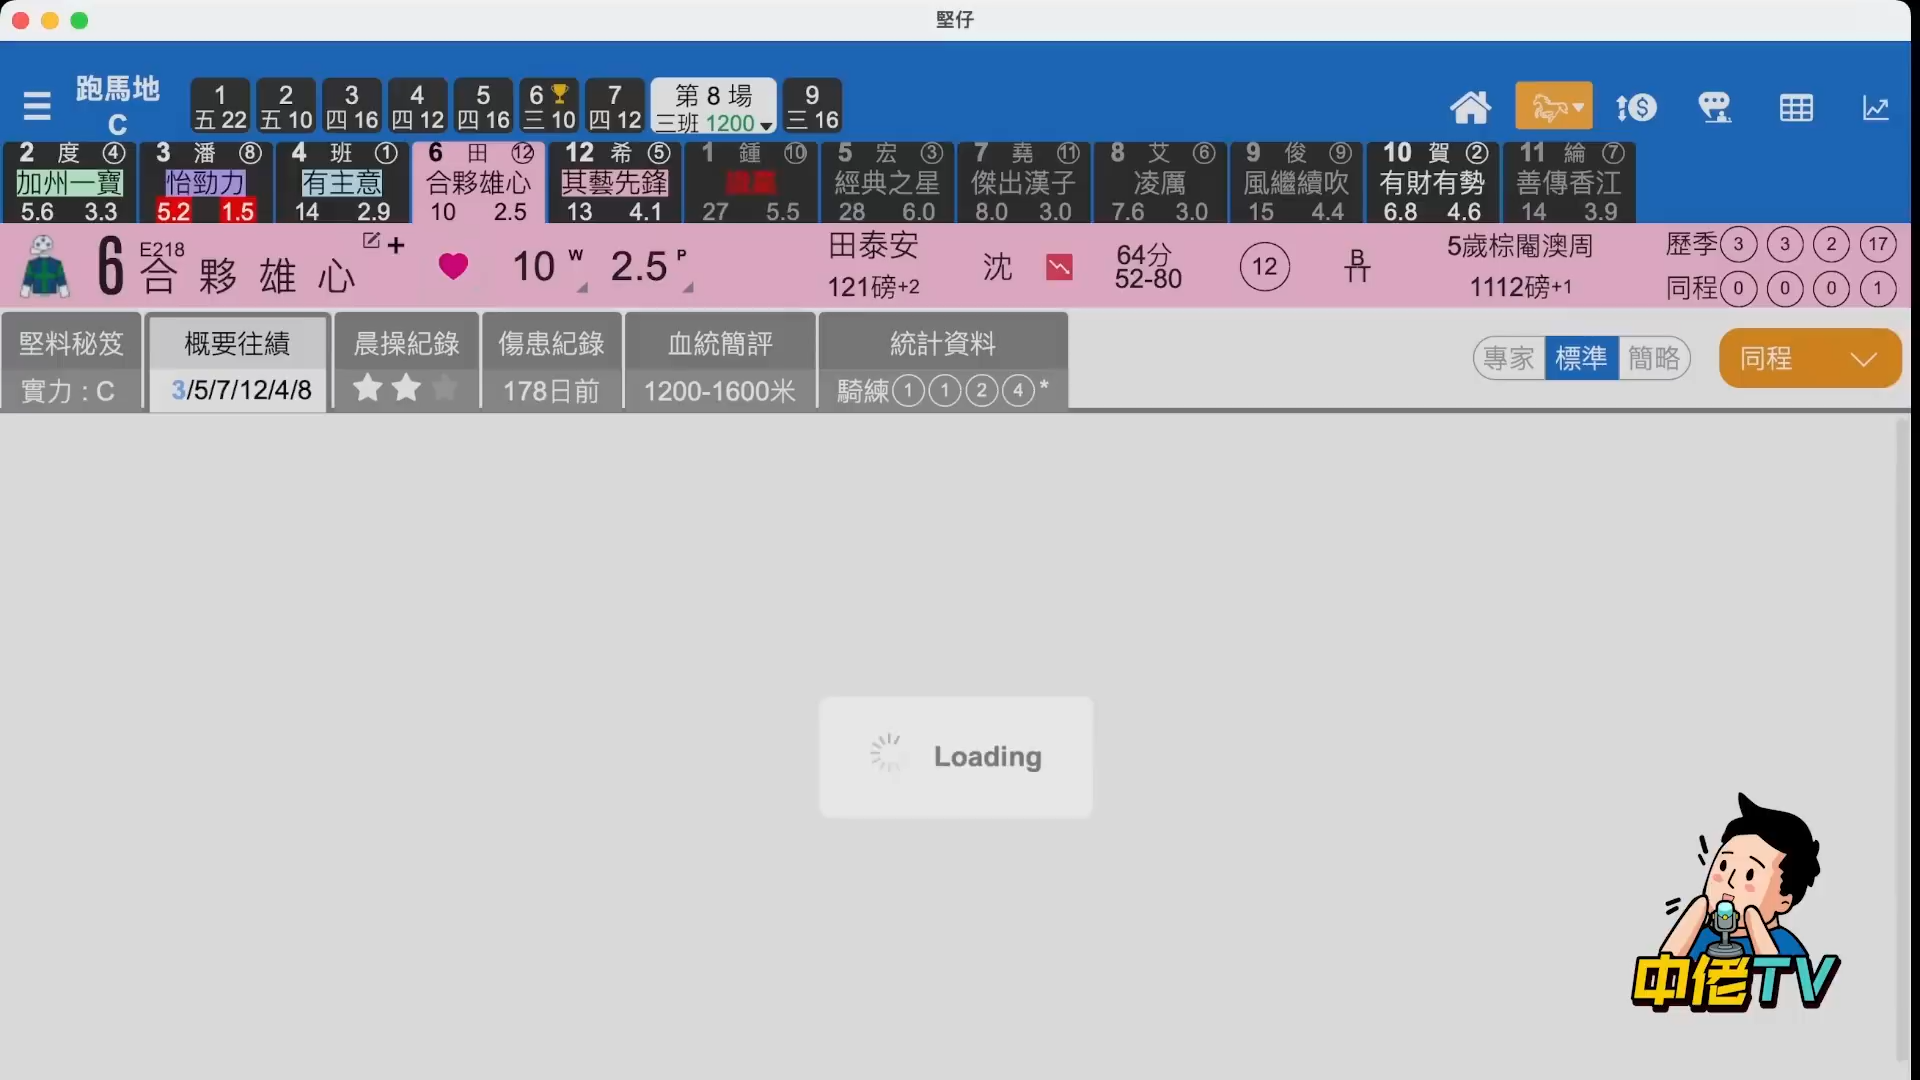 堅仔
跑馬地
C
1
五 22
2
五 10
3
四 16
4
四 12
5
四 16
6
三 10
7
四 12
第 8 場
三班 1200
9
三 16
2 度 ④
加州一寶
5.6 3.3
3 潘 ⑧
怡勁力
5.2 1.5
4 班 ①
有主意
14 2.9
6 田 ⑫
合夥雄心
10 2.5
12 希 ⑤
其藝先鋒
13 4.1
1 鍾 ⑩
27 5.5
5 宏 ③
經典之星
28 6.0
7 堯 ⑪
傑出漢子
8.0 3.0
8 艾 ⑥
凌厲
7.6 3.0
9 俊 ⑨
風繼續吹
15 4.4
10 賀 ②
有財有勢
6.8 4.6
11 綸 ⑦
善傳香江
14 3.9
6 E218
合夥雄心
10 W 2.5 P
田泰安
121磅+2
沈
64分
52-80
12
B
TT
5歲棕閹澳周
1112磅+1
歷季 3 3 2 17
同程 0 0 0 1
堅料秘笈
實力 : C
概要往績
3/5/7/12/4/8
晨操紀錄
傷患紀錄
178日前
血統簡評
1200-1600米
統計資料
騎練 1 1 2 4 *
專家 標準 簡略
同程
Loading
中佬TV